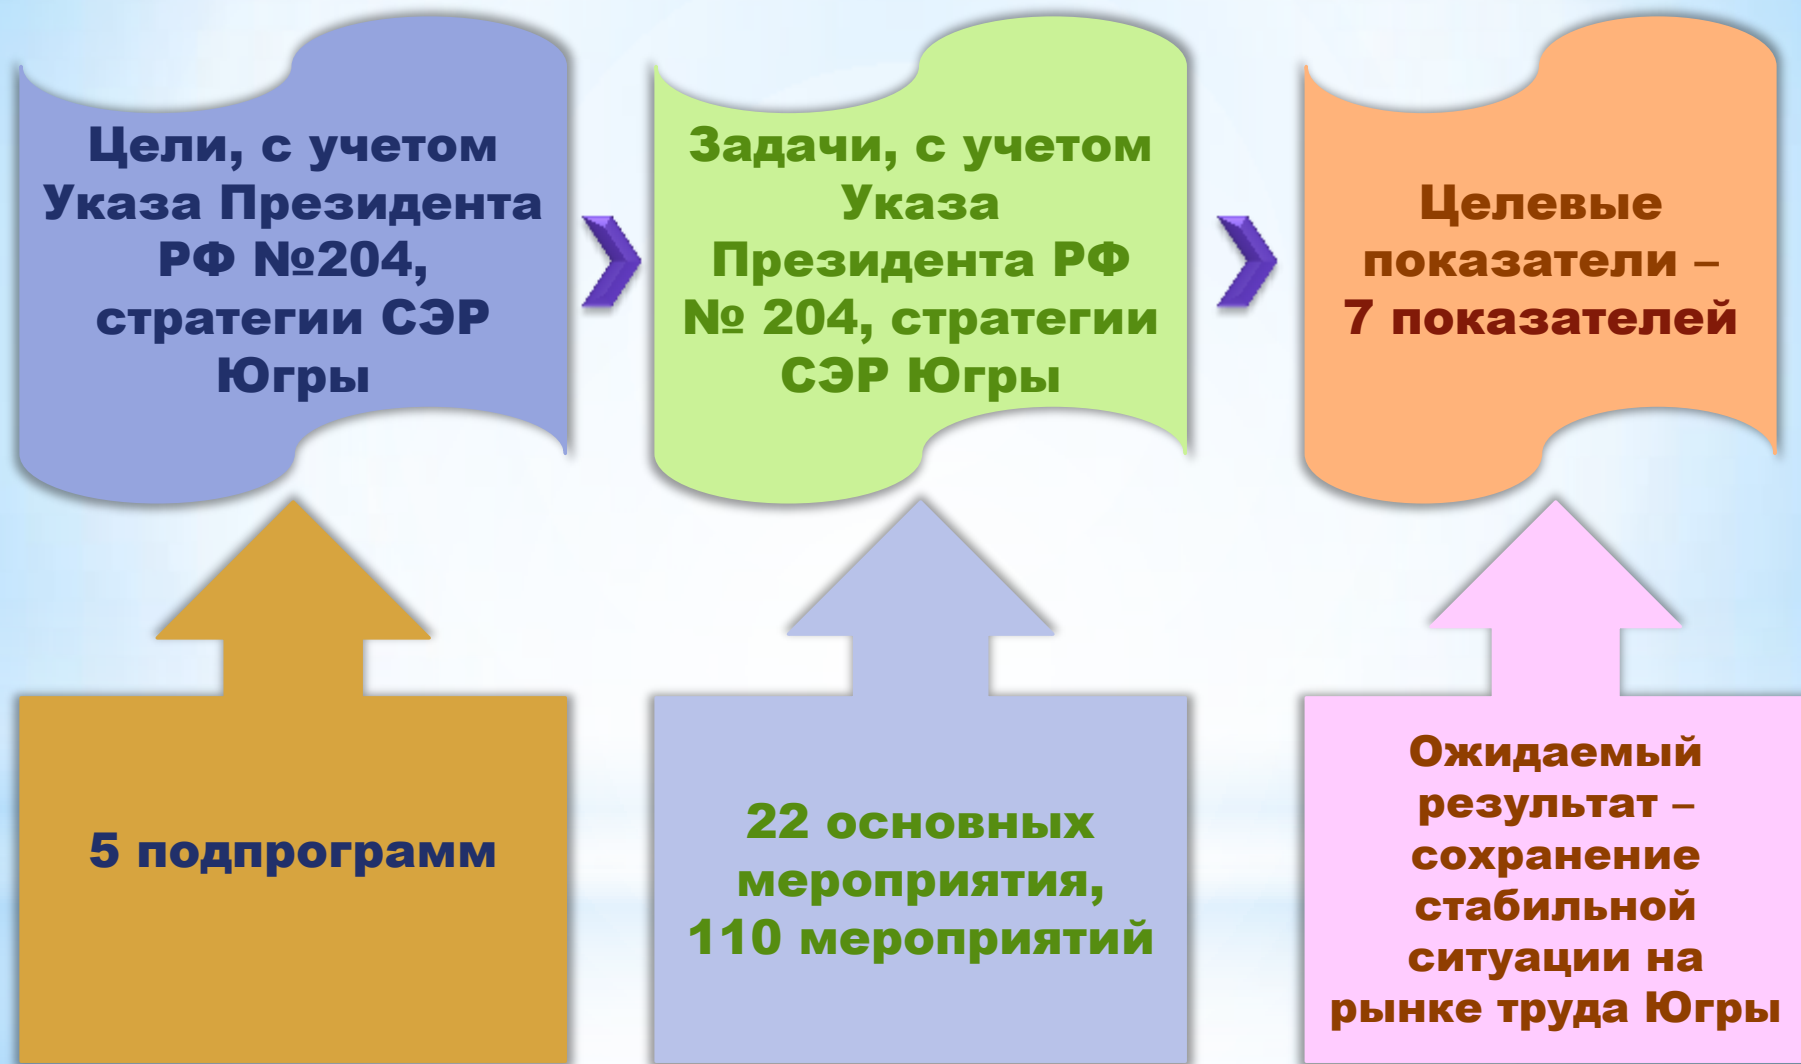 Цели, с учетом
Указа Президента
РФ №204,
стратегии СЭР
Югры
Задачи, с учетом
Указа
Президента РФ
№ 204, стратегии
СЭР Югры
Целевые
показатели –
7 показателей
5 подпрограмм
22 основных
мероприятия,
110 мероприятий
Ожидаемый
результат –
сохранение
стабильной
ситуации на
рынке труда Югры